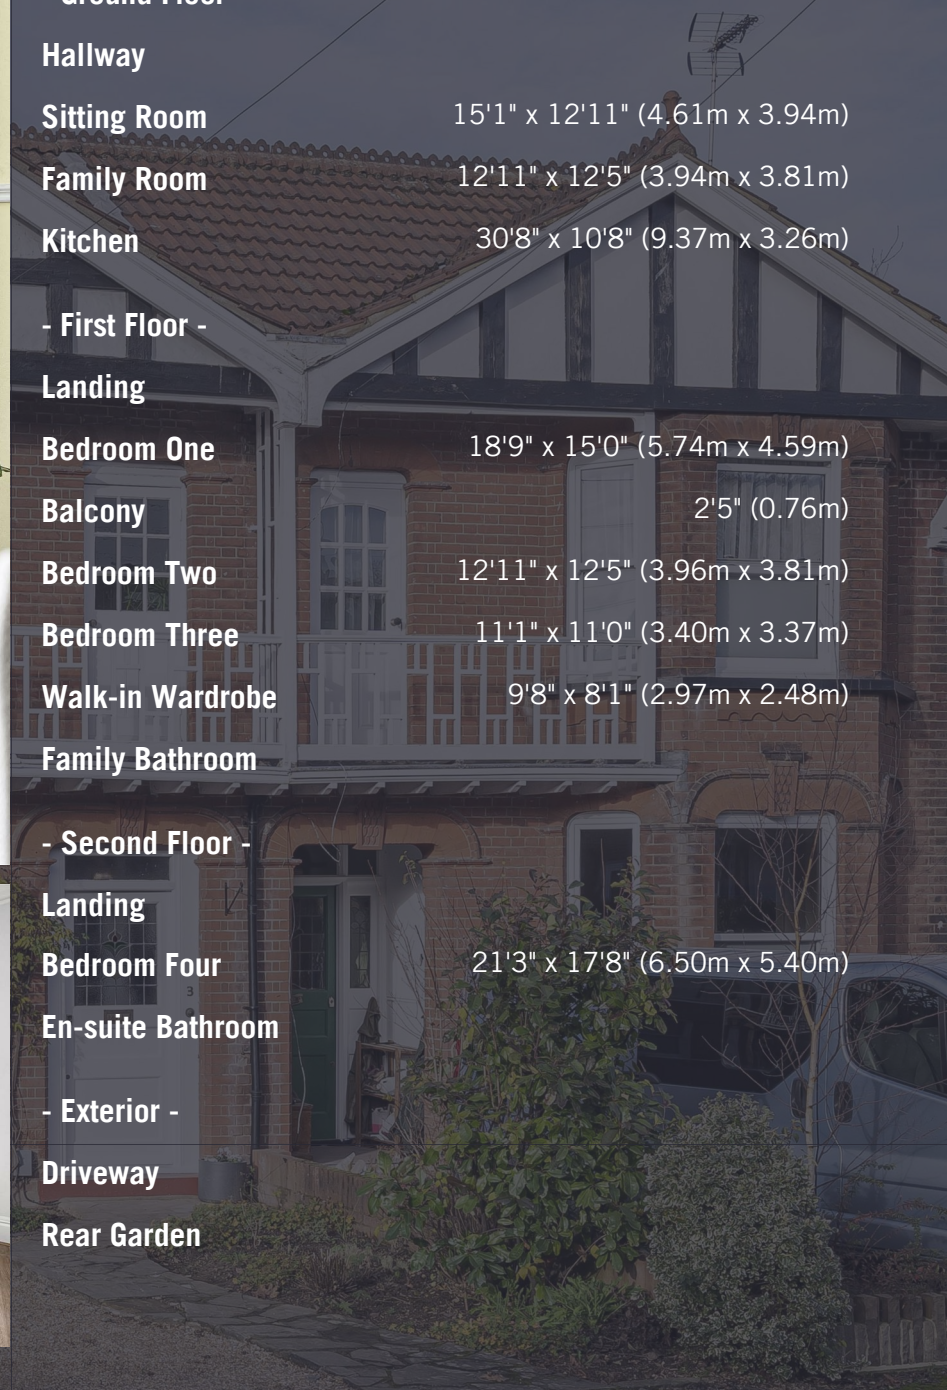 - Ground Floor -
Hallway
Sitting Room 15'1" x 12'11" (4.61m x 3.94m)
Family Room 12'11" x 12'5" (3.94m x 3.81m)
Kitchen 30'8" x 10'8" (9.37m x 3.26m)
- First Floor -
Landing
Bedroom One 18'9" x 15'0" (5.74m x 4.59m)
Balcony 2'5" (0.76m)
Bedroom Two 12'11" x 12'5" (3.96m x 3.81m)
Bedroom Three 11'1" x 11'0" (3.40m x 3.37m)
Walk-in Wardrobe 9'8" x 8'1" (2.97m x 2.48m)
Family Bathroom
- Second Floor -
Landing
Bedroom Four 21'3" x 17'8" (6.50m x 5.40m)
3
En-suite Bathroom
- Exterior -
Driveway
Rear Garden